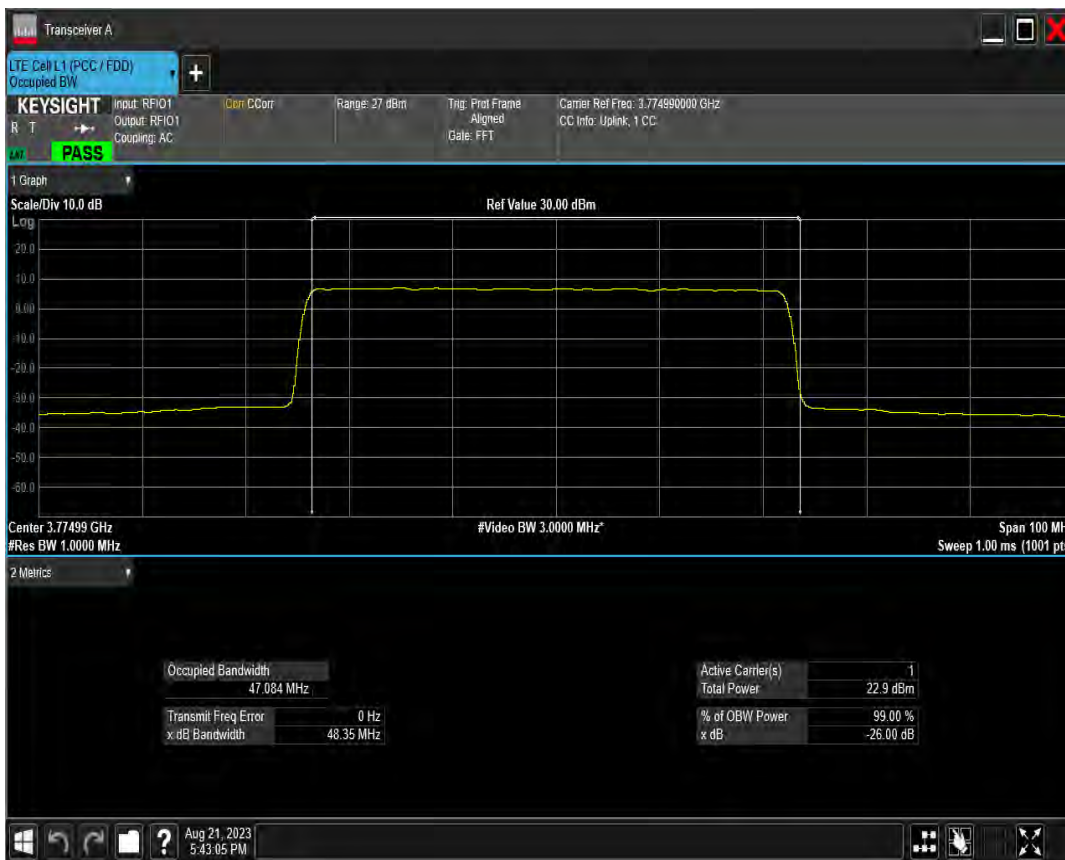 Transceiver A
LTE Cell L1 (PCC / FDD)
Occupied BW
+
KEYSIGHT
R T
PASS
Input: RFIO1
Output: RFIO1
Coupling: AC
Corr CCorr
Range: 27 dBm
Trig: Prot Frame
Aligned
Gate: FFT
Carrier Ref Freq: 3.774990000 GHz
CC Info: Uplink, 1 CC
1 Graph
Scale/Div 10.0 dB
Ref Value 30.00 dBm
Log
20.0
10.0
0.00
-10.0
-20.0
-30.0
-40.0
-50.0
-60.0
Center 3.77499 GHz
#Video BW 3.0000 MHz*
Span 100 MH
#Res BW 1.0000 MHz
Sweep 1.00 ms (1001 pts
2 Metrics
Occupied Bandwidth
47.084 MHz
Transmit Freq Error 0 Hz
x dB Bandwidth 48.35 MHz
Active Carrier(s) 1
Total Power 22.9 dBm
% of OBW Power 99.00 %
x dB -26.00 dB
?
Aug 21, 2023
5:43:05 PM